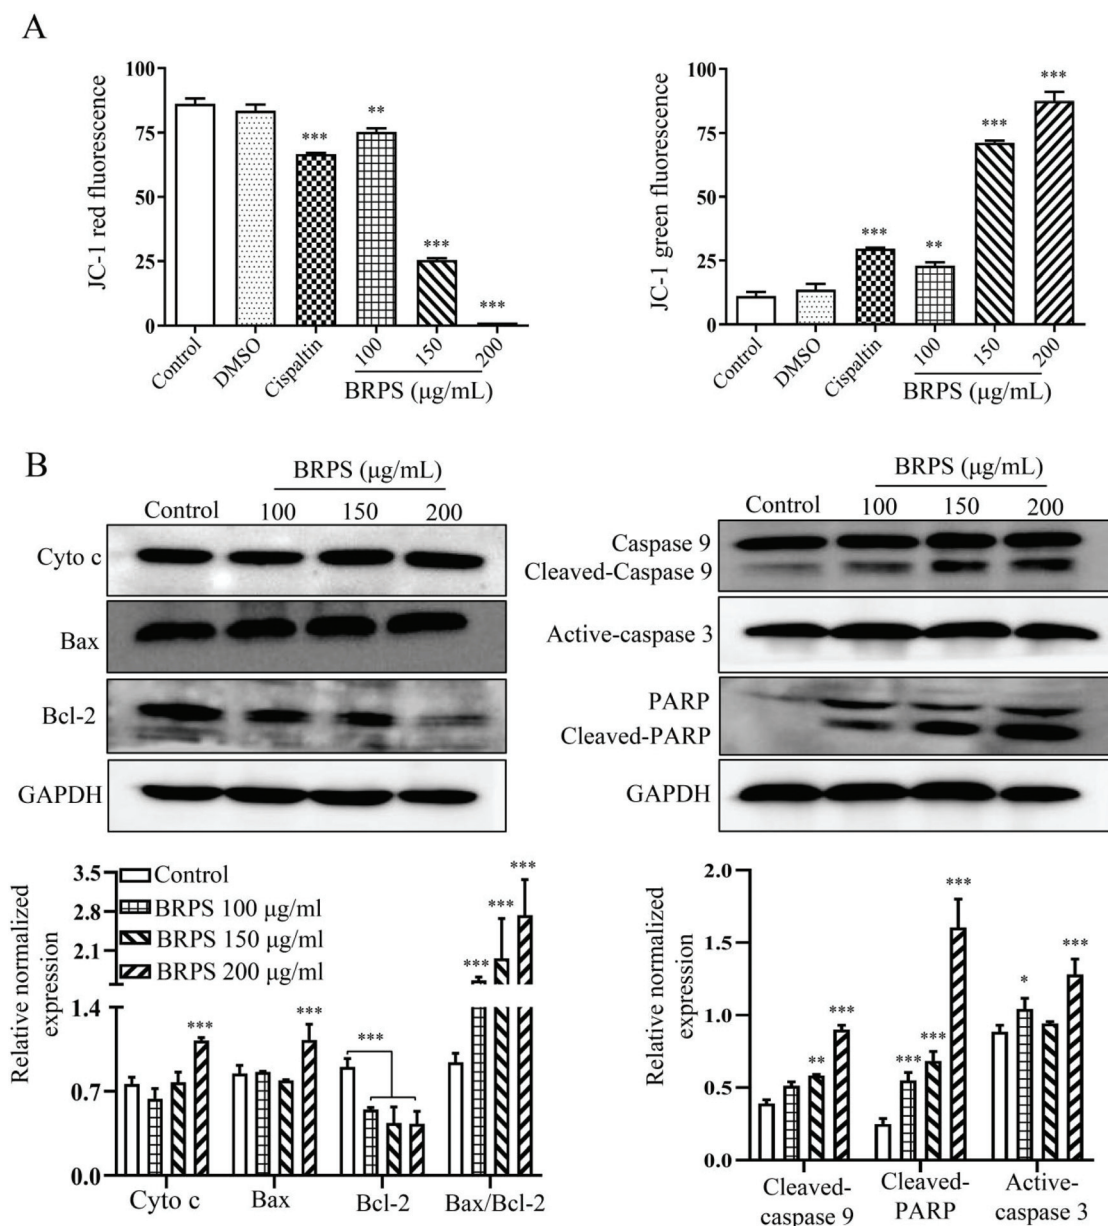 A
JC-1 red fluorescence
100
75
50
25
0
**
***
***
***
Control
DMSO
Cispaltin
100
150
200
BRPS (μg/mL)
JC-1 green fluorescence
100
75
50
25
0
***
***
***
**
Control
DMSO
Cispaltin
100
150
200
BRPS (μg/mL)
B
BRPS (μg/mL)
Control 100 150 200
Cyto c
Bax
Bcl-2
GAPDH
BRPS (μg/mL)
Control 100 150 200
Caspase 9
Cleaved-Caspase 9
Active-caspase 3
PARP
Cleaved-PARP
GAPDH
Relative normalized
expression
3.5
2.8
2.1
1.4
0.7
0.0
Control
BRPS 100 μg/ml
BRPS 150 μg/ml
BRPS 200 μg/ml
*** *** *** *** *** ***
Cyto c Bax Bcl-2 Bax/Bcl-2
Relative normalized
expression
2.0
1.5
1.0
0.5
0.0
** *** *** *** *** * ***
Cleaved-
caspase 9
Cleaved-
PARP
Active-
caspase 3